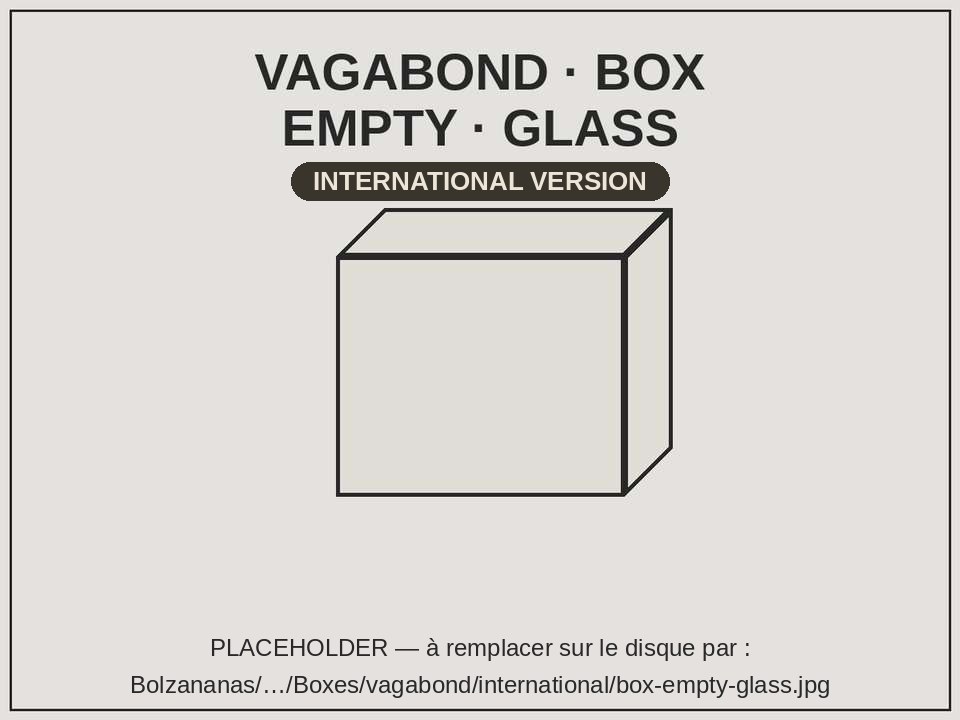 VAGABOND · BOX
EMPTY · GLASS
INTERNATIONAL VERSION
PLACEHOLDER — à remplacer sur le disque par :
Bolzananas/…/Boxes/vagabond/international/box-empty-glass.jpg